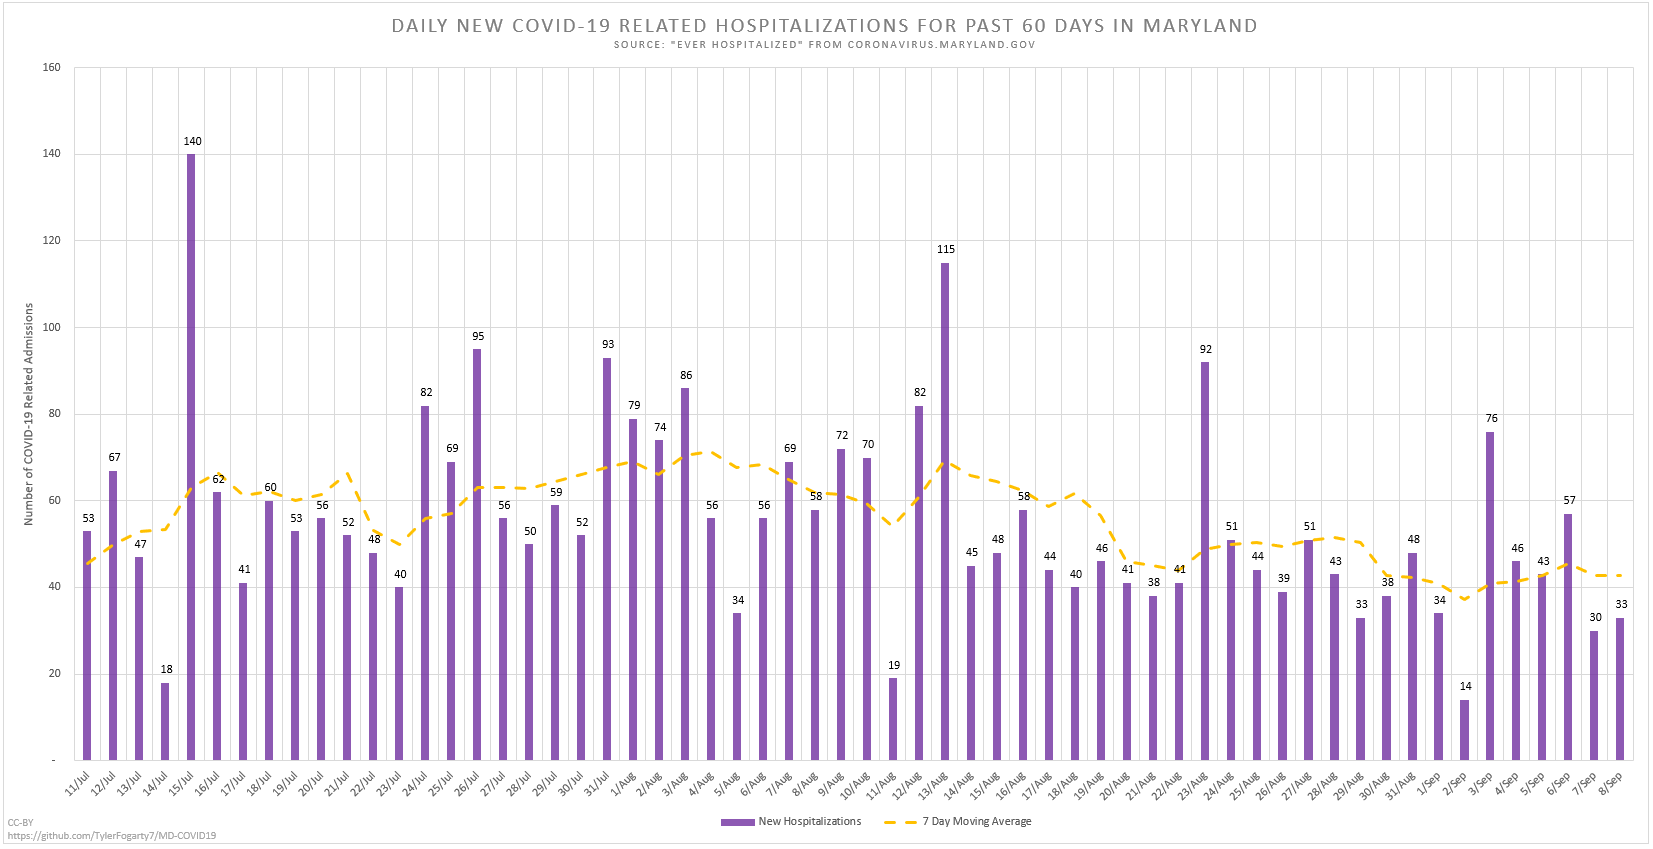 DAILY NEW COVID-19 RELATED HOSPITALIZATIONS FOR PAST 60 DAYS IN MARYLAND
SOURCE: "EVER HOSPITALIZED" FROM CORONAVIRUS.MARYLAND.GOV
Number of COVID-19 Related Admissions
160
140
120
100
80
60
40
20
-
53 67 47 18 140 62 41 60 53 56 52 48 40 82 69 95 56 50 59 52 93 79 74 86 56 34 56 69 58 72 70 19 82 115 45 48 58 44 40 46 41 38 41 92 51 44 39 51 43 33 38 48 34 14 76 46 43 57 30 33
11/Jul 12/Jul 13/Jul 14/Jul 15/Jul 16/Jul 17/Jul 18/Jul 19/Jul 20/Jul 21/Jul 22/Jul 23/Jul 24/Jul 25/Jul 26/Jul 27/Jul 28/Jul 29/Jul 30/Jul 31/Jul 1/Aug 2/Aug 3/Aug 4/Aug 5/Aug 6/Aug 7/Aug 8/Aug 9/Aug 10/Aug 11/Aug 12/Aug 13/Aug 14/Aug 15/Aug 16/Aug 17/Aug 18/Aug 19/Aug 20/Aug 21/Aug 22/Aug 23/Aug 24/Aug 25/Aug 26/Aug 27/Aug 28/Aug 29/Aug 30/Aug 31/Aug 1/Sep 2/Sep 3/Sep 4/Sep 5/Sep 6/Sep 7/Sep 8/Sep
New Hospitalizations 7 Day Moving Average
CC-BY
https://github.com/TylerFogarty7/MD-COVID19